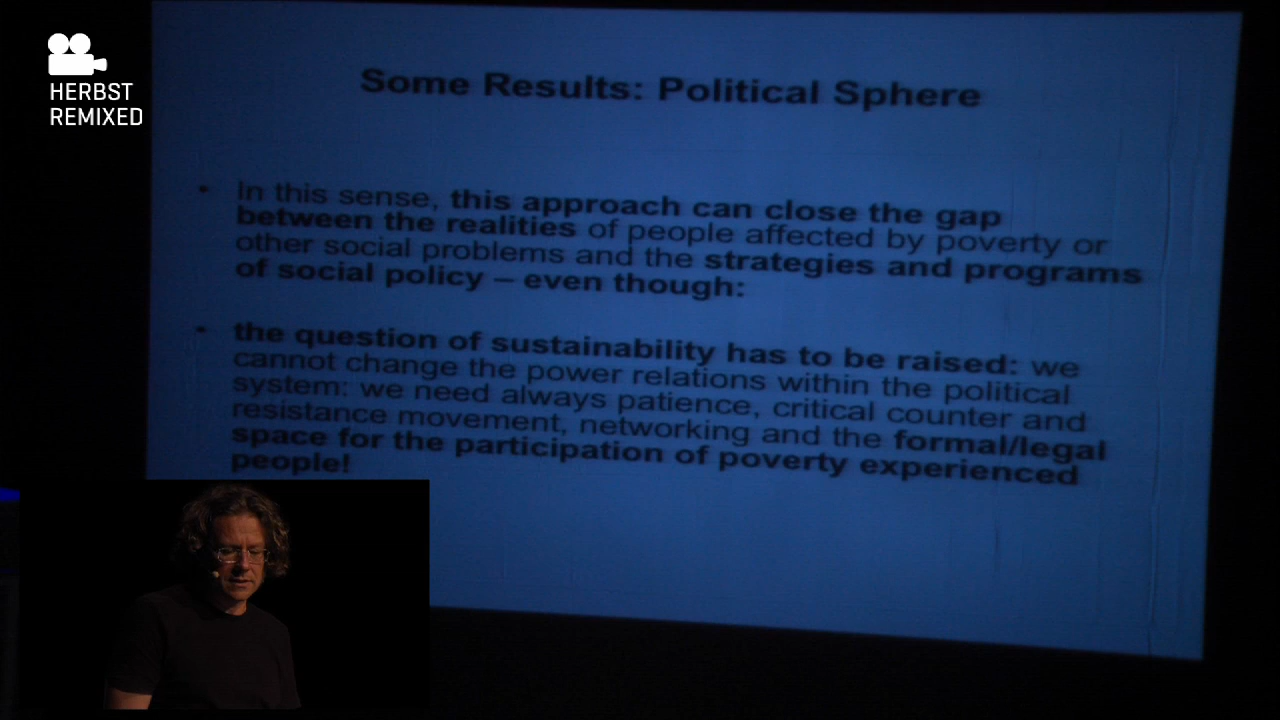 HERBST
REMIXED
Some Results: Political Sphere
• In this sense, this approach can close the gap
between the realities of people affected by poverty or
other social problems and the strategies and programs
of social policy – even though:
• the question of sustainability has to be raised: we
cannot change the power relations within the political
system: we need always patience, critical counter and
resistance movement, networking and the formal/legal
space for the participation of poverty experienced
people!